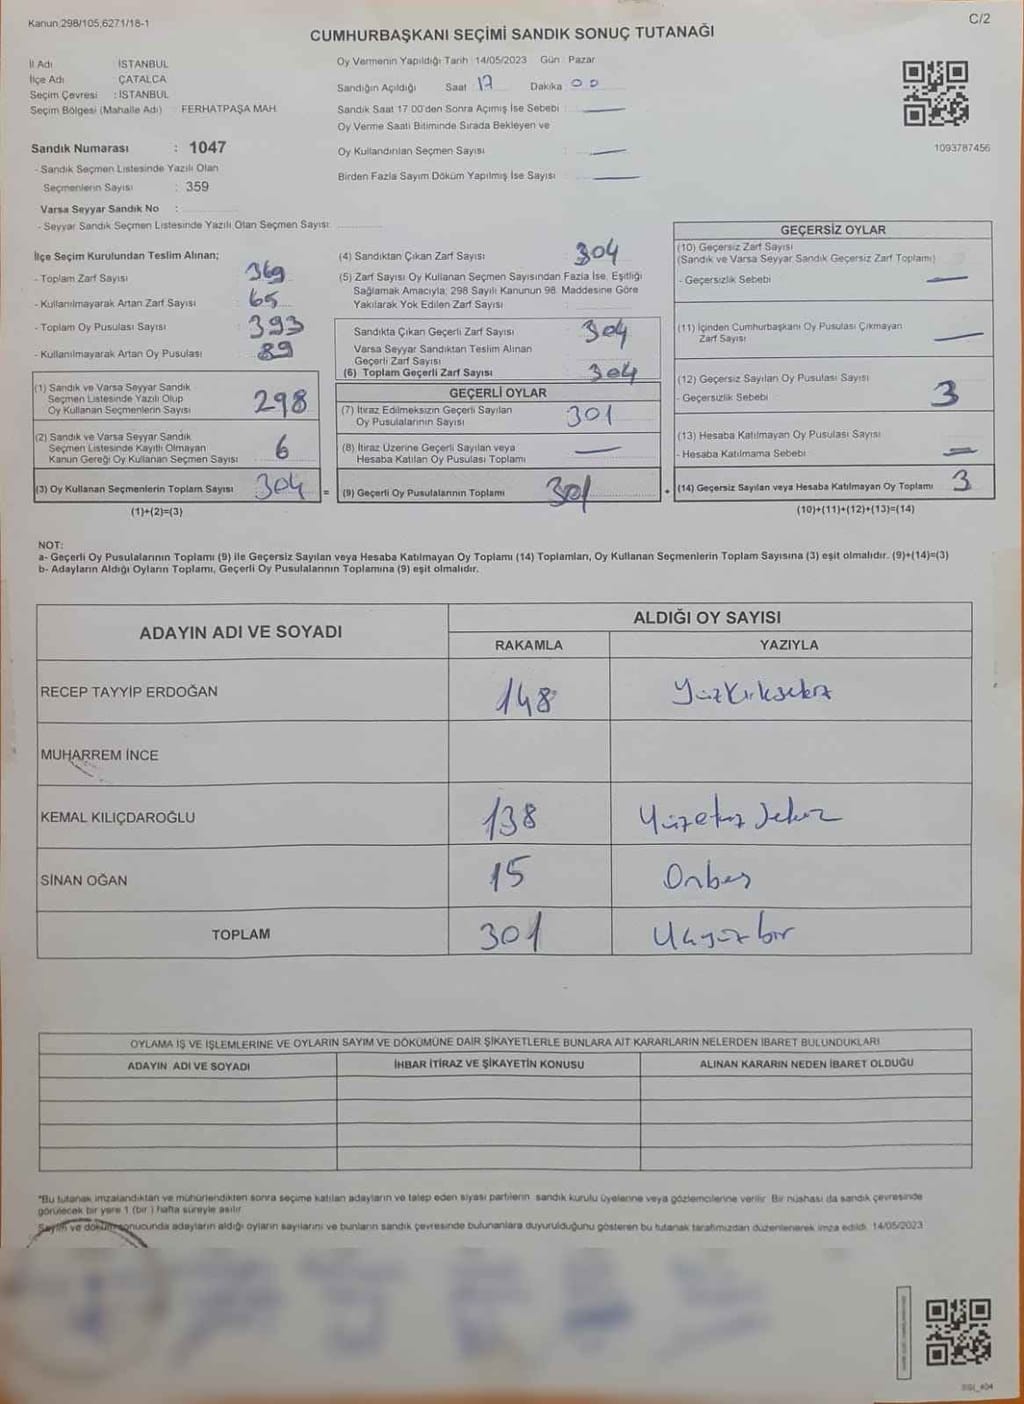 Kanun 298/105,6271/18-1
C/2
CUMHURBAŞKANI SEÇİMİ SANDIK SONUÇ TUTANAĞI
İl Adı İSTANBUL
İlçe Adı ÇATALCA
Seçim Çevresi : İSTANBUL
Seçim Bölgesi (Mahalle Adı) : FERHATPAŞA MAH.
Oy Vermenin Yapıldığı Tarih : 14/05/2023 Gün : Pazar
Sandığın Açıldığı Saat 17 Dakika 00
Sandık Saat 17.00'den Sonra Açımış İse Sebebi : —
Oy Verme Saati Bitiminde Sırada Bekleyen ve
Oy Kullandırılan Seçmen Sayısı : —
Birden Fazla Sayım Döküm Yapılmış İse Sayısı : —
1093787456
Sandık Numarası : 1047
- Sandık Seçmen Listesinde Yazılı Olan
Seçmenlerin Sayısı : 359
Varsa Seyyar Sandık No :
- Seyyar Sandık Seçmen Listesinde Yazılı Olan Seçmen Sayısı:
İlçe Seçim Kurulundan Teslim Alınan;
- Toplam Zarf Sayısı : 369
- Kullanılmayarak Artan Zarf Sayısı : 65
- Toplam Oy Pusulası Sayısı : 393
- Kullanılmayarak Artan Oy Pusulası : 89
(1) Sandık ve Varsa Seyyar Sandık
Seçmen Listesinde Yazılı Olup
Oy Kullanan Seçmenlerin Sayısı 298
(2) Sandık ve Varsa Seyyar Sandık
Seçmen Listesinde Kayıtlı Olmayan
Kanun Gereği Oy Kullanan Seçmen Sayısı 6
(3) Oy Kullanan Seçmenlerin Toplam Sayısı 304 =
(1)+(2)=(3)
(4) Sandıktan Çıkan Zarf Sayısı : 304
(5) Zarf Sayısı Oy Kullanan Seçmen Sayısından Fazla İse, Eşitliği
Sağlamak Amacıyla; 298 Sayılı Kanunun 98. Maddesine Göre
Yakılarak Yok Edilen Zarf Sayısı :
Sandıkta Çıkan Geçerli Zarf Sayısı 304
Varsa Seyyar Sandıktan Teslim Alınan
Geçerli Zarf Sayısı
(6) Toplam Geçerli Zarf Sayısı 304
GEÇERLİ OYLAR
(7) İtiraz Edilmeksizin Geçerli Sayılan
Oy Pusulalarının Sayısı 301
(8) İtiraz Üzerine Geçerli Sayılan veya
Hesaba Katılan Oy Pusulası Toplamı —
(9) Geçerli Oy Pusulalarının Toplamı 301 +
GEÇERSİZ OYLAR
(10) Geçersiz Zarf Sayısı
(Sandık ve Varsa Seyyar Sandık Geçersiz Zarf Toplamı)
- Geçersizlik Sebebi —
(11) İçinden Cumhurbaşkanı Oy Pusulası Çıkmayan
Zarf Sayısı —
(12) Geçersiz Sayılan Oy Pusulası Sayısı
- Geçersizlik Sebebi 3
(13) Hesaba Katılmayan Oy Pusulası Sayısı
- Hesaba Katılmama Sebebi —
(14) Geçersiz Sayılan veya Hesaba Katılmayan Oy Toplamı 3
(10)+(11)+(12)+(13)=(14)
NOT:
a- Geçerli Oy Pusulalarının Toplamı (9) ile Geçersiz Sayılan veya Hesaba Katılmayan Oy Toplamı (14) Toplamları, Oy Kullanan Seçmenlerin Toplam Sayısına (3) eşit olmalıdır. (9)+(14)=(3)
b- Adayların Aldığı Oyların Toplamı, Geçerli Oy Pusulalarının Toplamına (9) eşit olmalıdır.
ADAYIN ADI VE SOYADI
ALDIĞI OY SAYISI
RAKAMLA YAZIYLA
RECEP TAYYİP ERDOĞAN 148 Yüzkırksekiz
MUHARREM İNCE
KEMAL KILIÇDAROĞLU 138 Yüzotuz Sekiz
SİNAN OĞAN 15 Onbeş
TOPLAM 301 Üçyüzbir
OYLAMA İŞ VE İŞLEMLERİNE VE OYLARIN SAYIM VE DÖKÜMÜNE DAİR ŞİKAYETLERLE BUNLARA AİT KARARLARIN NELERDEN İBARET BULUNDUKLARI
ADAYIN ADI VE SOYADI İHBAR İTİRAZ VE ŞİKAYETİN KONUSU ALINAN KARARIN NEDEN İBARET OLDUĞU
"Bu tutanak imzalandıktan ve mühürlendikten sonra seçime katılan adayların ve talep eden siyasi partilerin sandık kurulu üyelerine veya gözlemcilerine verilir. Bir nüshası da sandık çevresinde
görülecek bir yere 1 (bir ) hafta süreyle asılır.
Sayım ve döküm sonucunda adayların aldığı oyların sayılarını ve bunların sandık çevresinde bulunanlara duyurulduğunu gösteren bu tutanak tarafımızdan düzenlenerek imza edildi. 14/05/2023